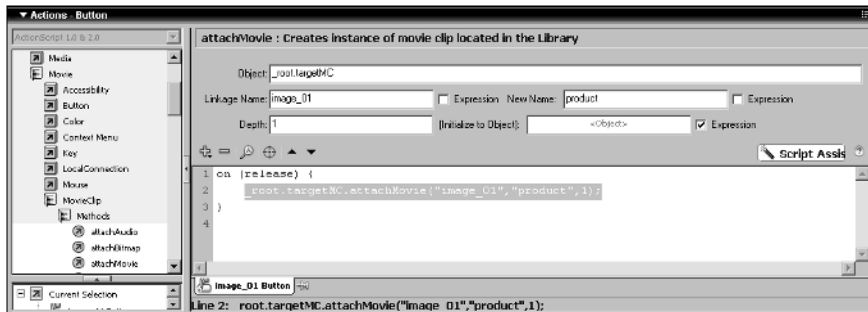 ▼ Actions - Button
ActionScript 1.0 & 2.0
Media
Movie
Accessibility
Button
Color
Context Menu
Key
LocalConnection
Mouse
MovieClip
Methods
attachAudio
attachBitmap
attachMovie
Current Selection
attachMovie : Creates instance of movie clip located in the Library
Object: _root.targetMC
Linkage Name: image_01 Expression New Name: product Expression
Depth: 1 (Initialize to Object): <Object> Expression
Script Assis
1 on (release) {
2 _root.targetMC.attachMovie("image_01","product",1);
3 }
4
Image_01 Button
Line 2: root.targetMC.attachMovie("image_01","product",1);